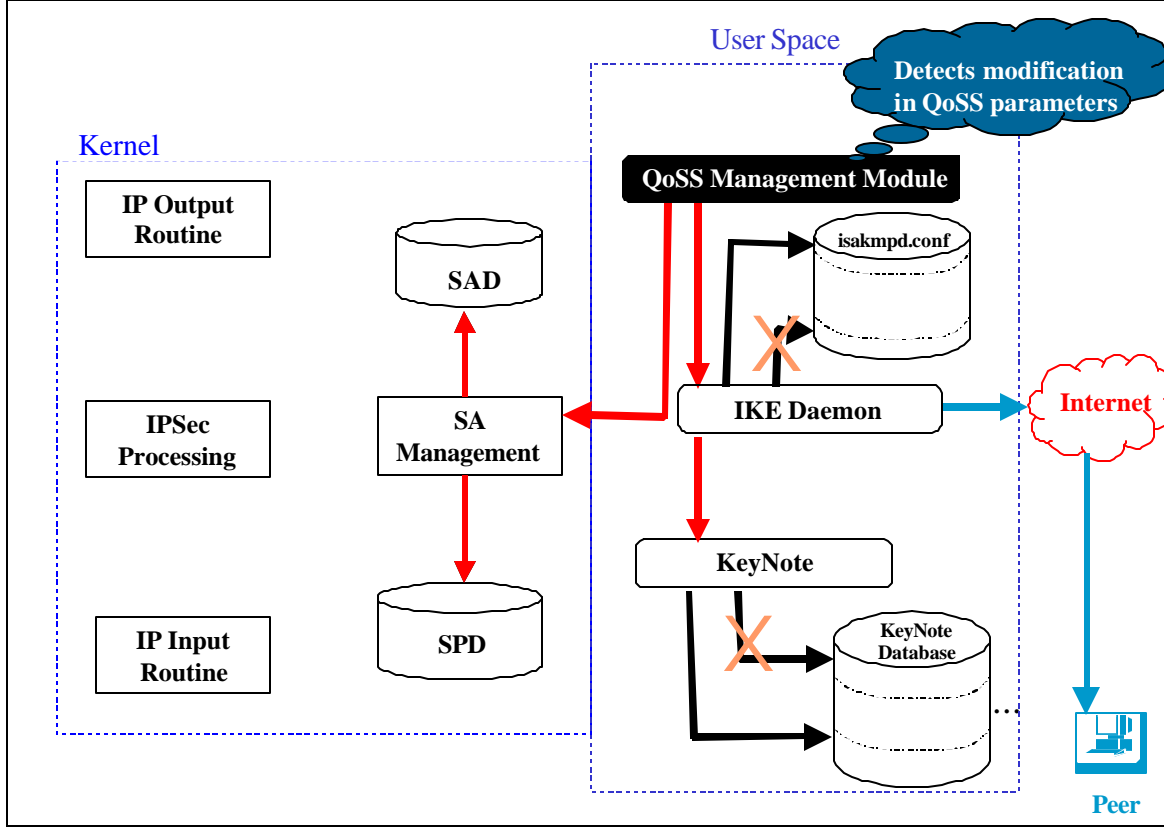 User Space
Detects modification
in QoSS parameters
Kernel
QoSS Management Module
IP Output
Routine
isakmpd.conf
SAD
IPSec
Processing
SA
Management
IKE Daemon
Internet
KeyNote
IP Input
Routine
SPD
KeyNote
Database
...
Peer